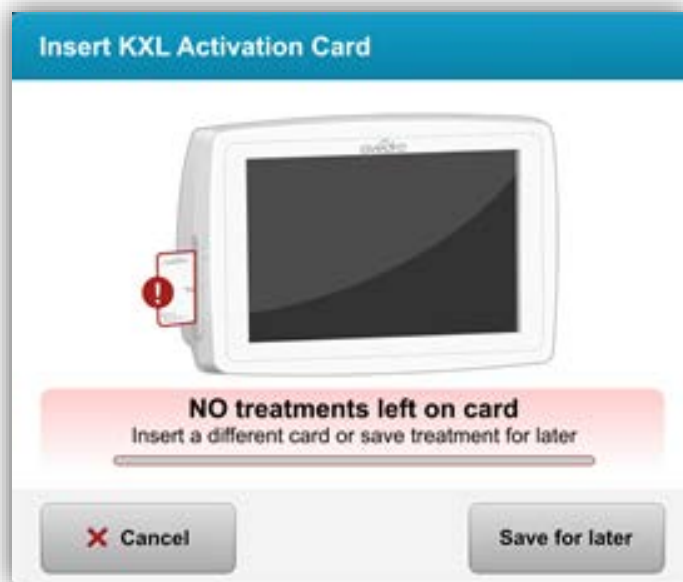 Insert KXL Activation Card
avedro
NO treatments left on card
Insert a different card or save treatment for later
Cancel
Save for later